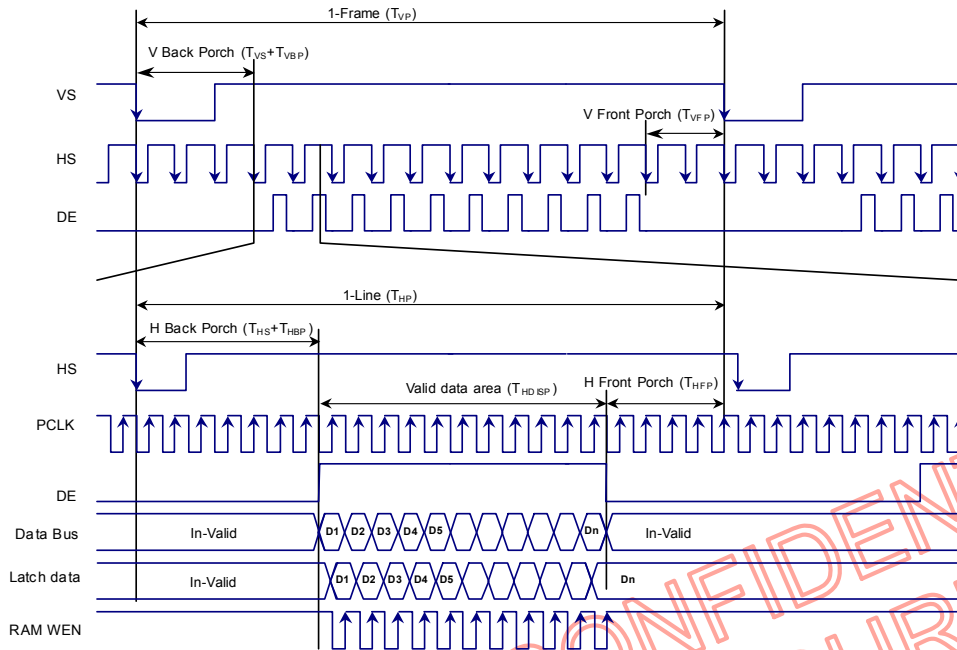 1-Frame (TVP)
V Back Porch (TVS+TVBP)
VS
V Front Porch (TVFP)
HS
DE
1-Line (THP)
H Back Porch (THS+THBP)
HS
Valid data area (THDISP)
H Front Porch (THFP)
PCLK
DE
Data Bus
In-Valid
D1
D2
D3
D4
D5
Dn
In-Valid
Latch data
In-Valid
D1
D2
D3
D4
D5
Dn
RAM WEN